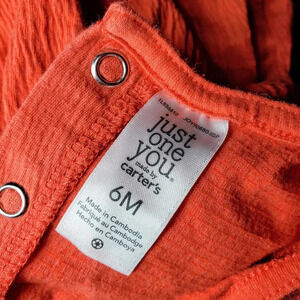 just
one
you.
made by
carter's
6M
Made in Cambodia
Fabriqué au Cambodge
Hecho en Camboya